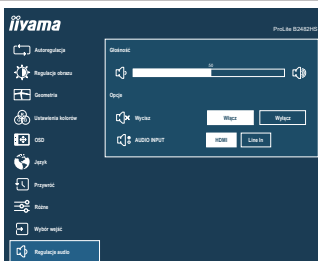 iiyama
ProLite B2482HS
Autoregulacja
Głośność
50
Regulacja obrazu
Geometria
Opcje
Ustawienia kolorów
Wycisz
Włącz
Wyłącz
OSD
AUDIO INPUT
HDMI
Line In
Język
Przywróć
Różne
Wybór wejść
Regulacja audio